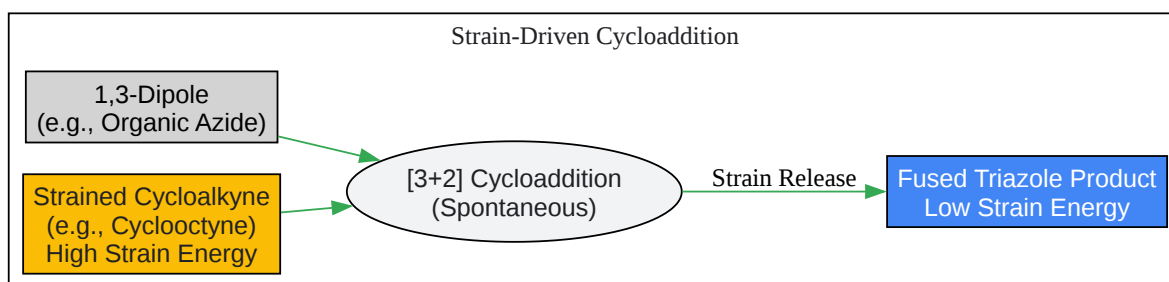 Strain-Driven Cycloaddition
1,3-Dipole
(e.g., Organic Azide)
Strained Cycloalkyne
(e.g., Cyclooctyne)
High Strain Energy
[3+2] Cycloaddition
(Spontaneous)
Strain Release
Fused Triazole Product
Low Strain Energy